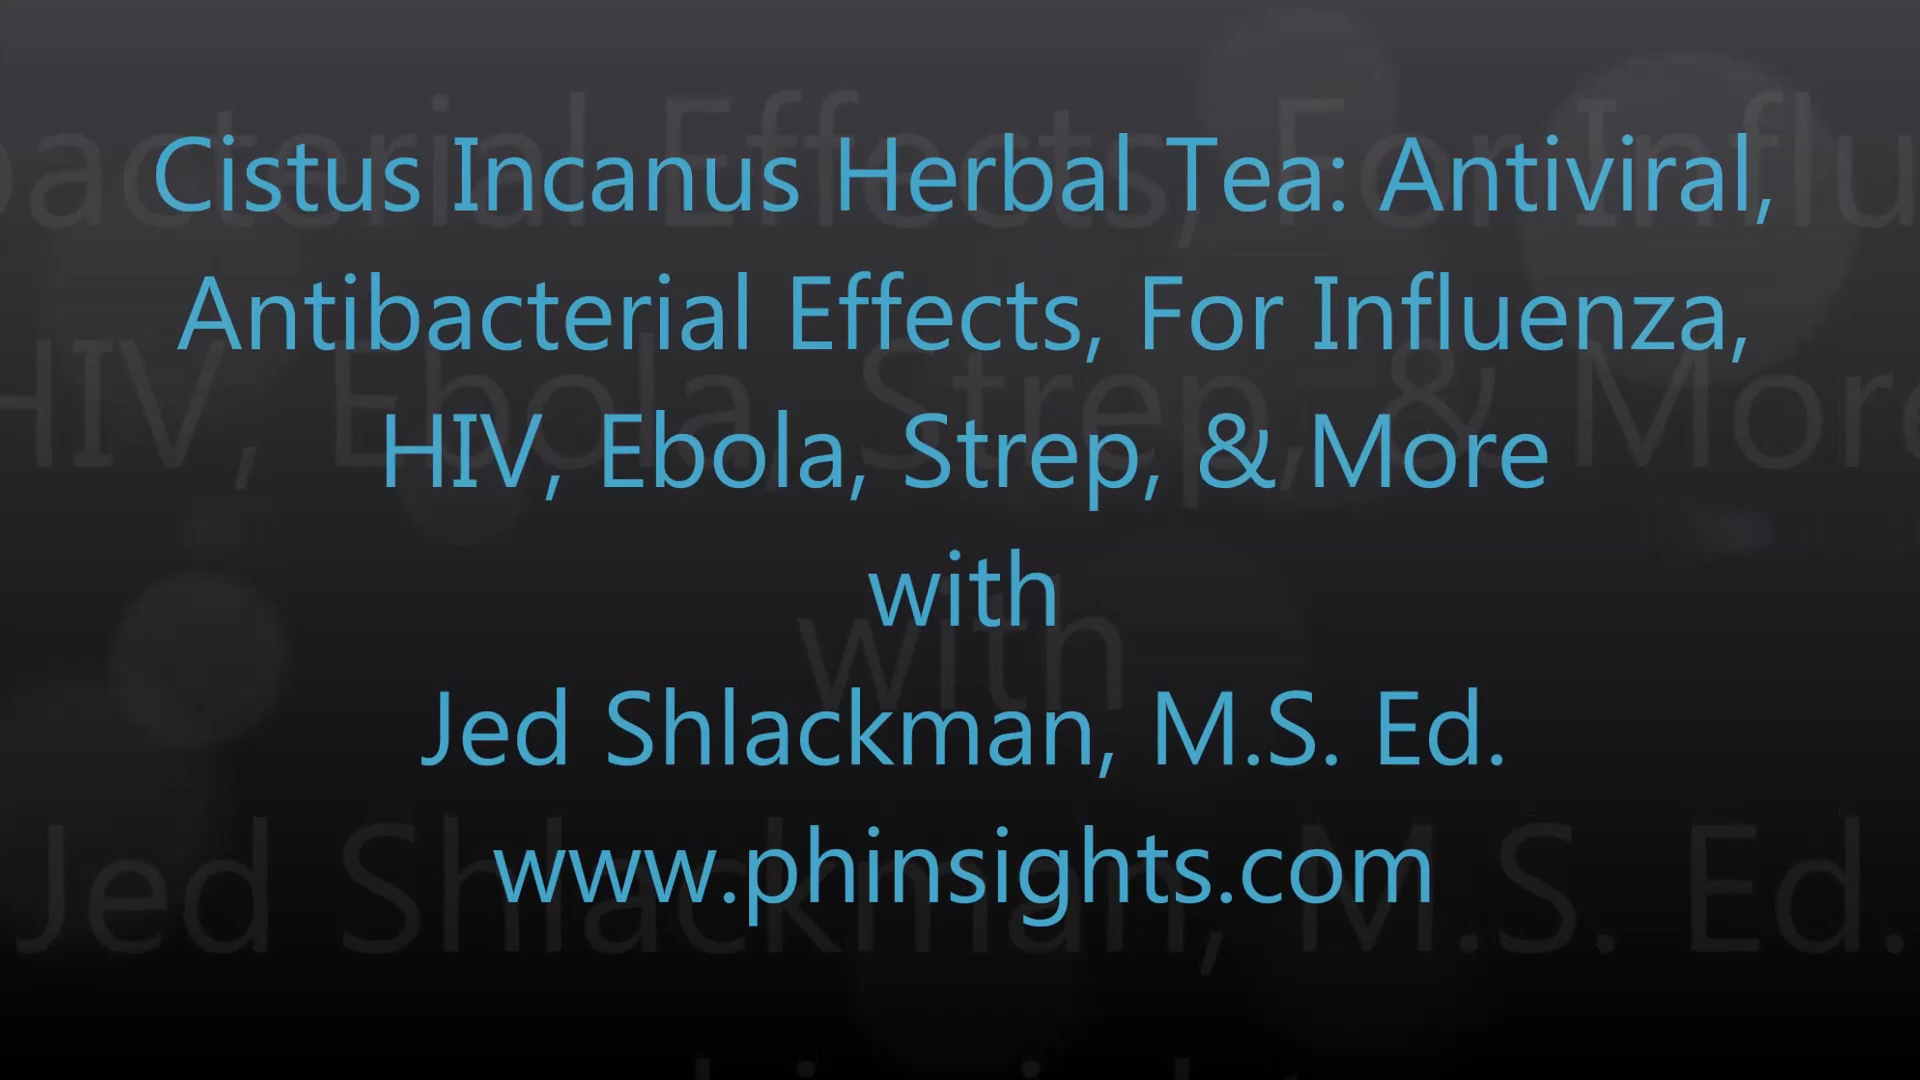 Cistus Incanus Herbal Tea: Antiviral,
Antibacterial Effects, For Influenza,
HIV, Ebola, Strep, & More
with
Jed Shlackman, M.S. Ed.
www.phinsights.com